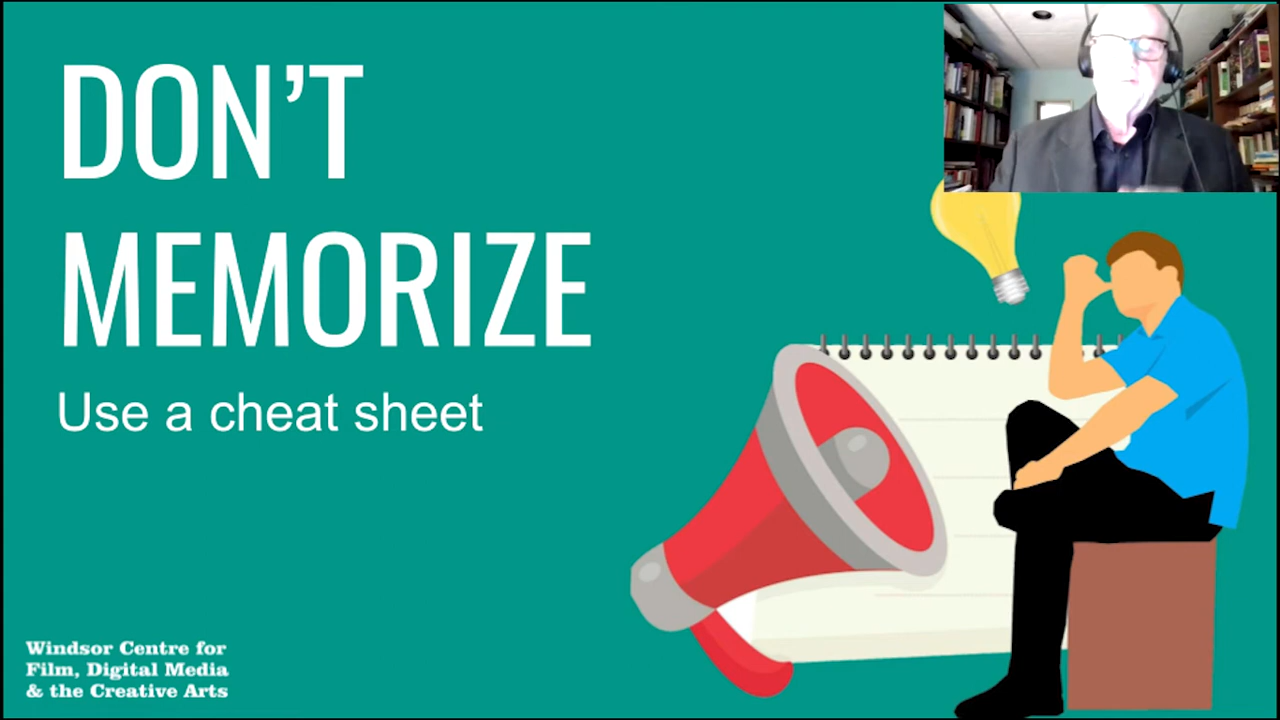 DON’T
MEMORIZE
Use a cheat sheet
Windsor Centre for
Film, Digital Media
& the Creative Arts